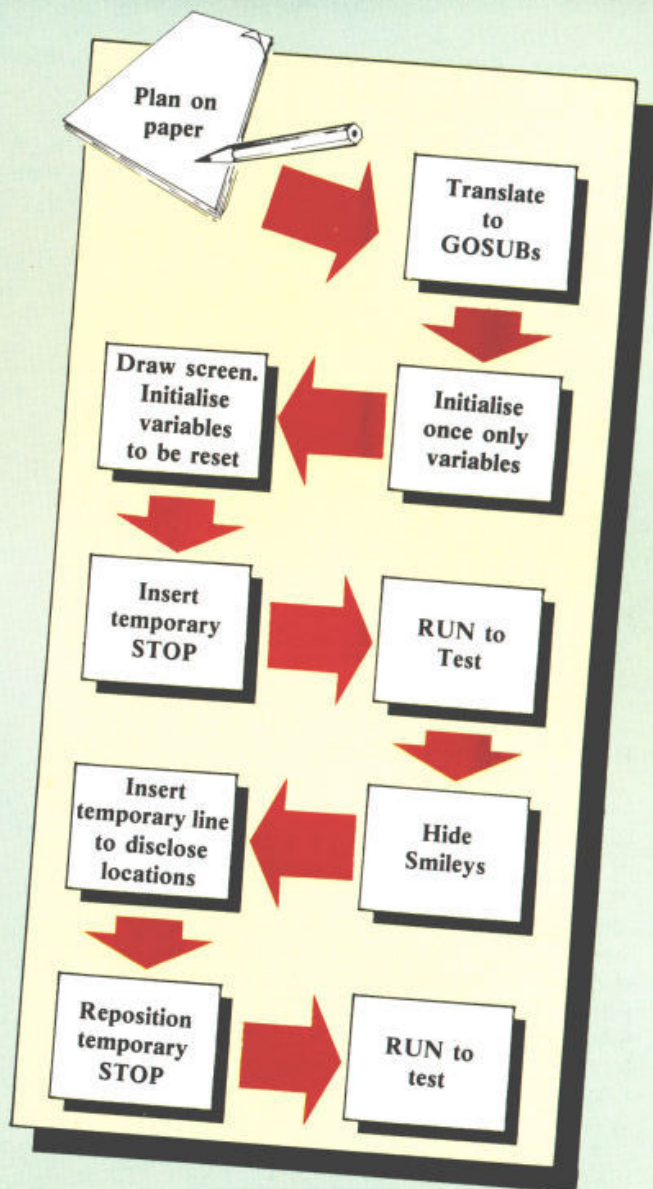 Plan on
paper
Translate
to
GOSUBs
Initialise
once only
variables
Draw screen.
Initialise
variables
to be reset
Insert
temporary
STOP
RUN to
Test
Hide
Smileys
Insert
temporary line
to disclose
locations
Reposition
temporary
STOP
RUN to
test